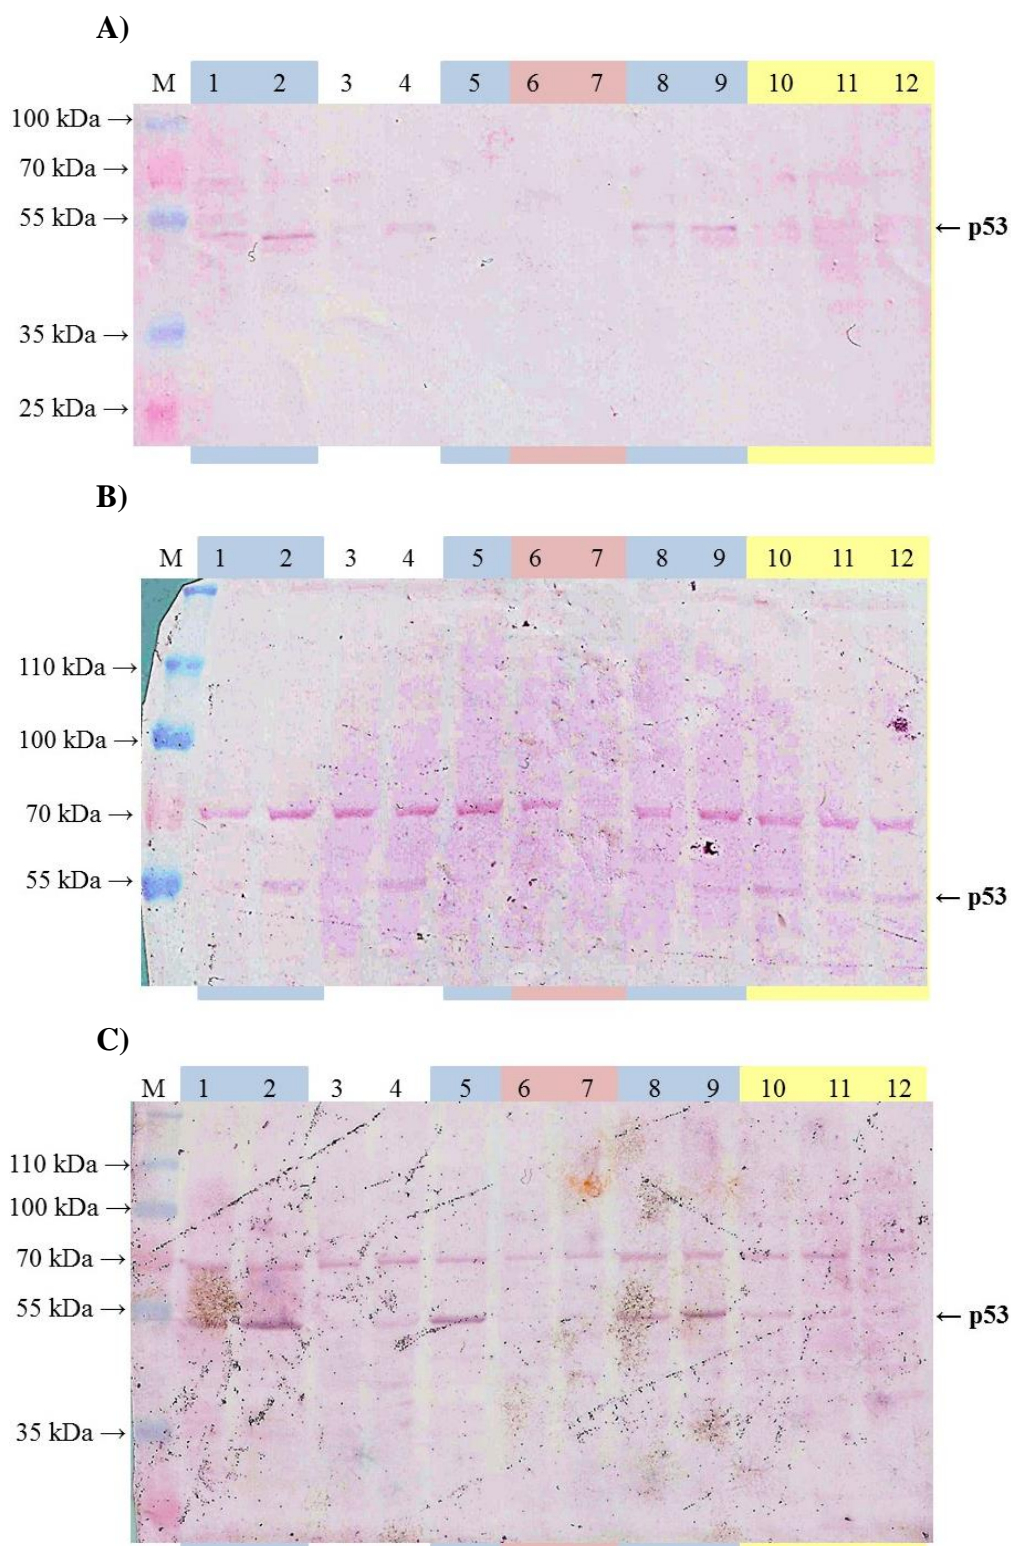 A)
M 1 2 3 4 5 6 7 8 9 10 11 12
100 kDa →
70 kDa →
55 kDa →
← p53
35 kDa →
25 kDa →
B)
M 1 2 3 4 5 6 7 8 9 10 11 12
110 kDa →
100 kDa →
70 kDa →
55 kDa →
← p53
C)
M 1 2 3 4 5 6 7 8 9 10 11 12
110 kDa →
100 kDa →
70 kDa →
55 kDa →
← p53
35 kDa →